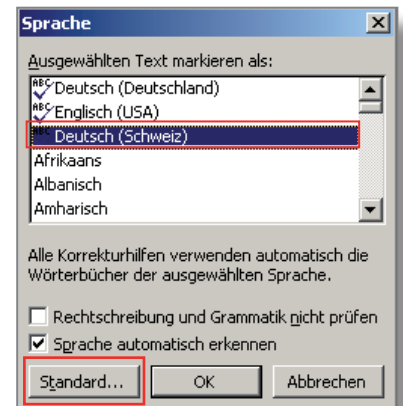 Sprache
Ausgewählten Text markieren als:
Deutsch (Deutschland)
Englisch (USA)
Deutsch (Schweiz)
Afrikaans
Albanisch
Amharisch
Alle Korrekturhilfen verwenden automatisch die
Wörterbücher der ausgewählten Sprache.
Rechtschreibung und Grammatik nicht prüfen
Sprache automatisch erkennen
Standard... OK Abbrechen